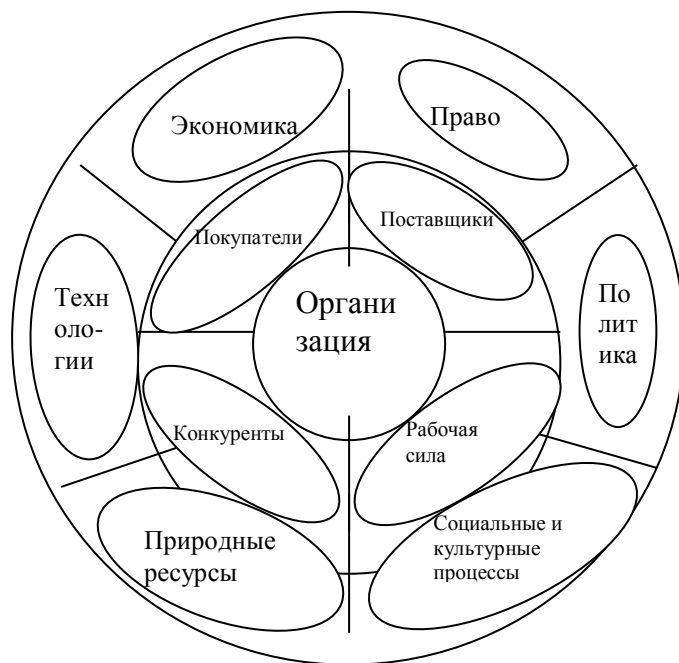 Экономика
Право
Покупатели
Поставщики
Техн
оло-
гии
Органи
зация
По
лит
ика
Конкуренты
Рабочая
сила
Природные
ресурсы
Социальные и
культурные
процессы